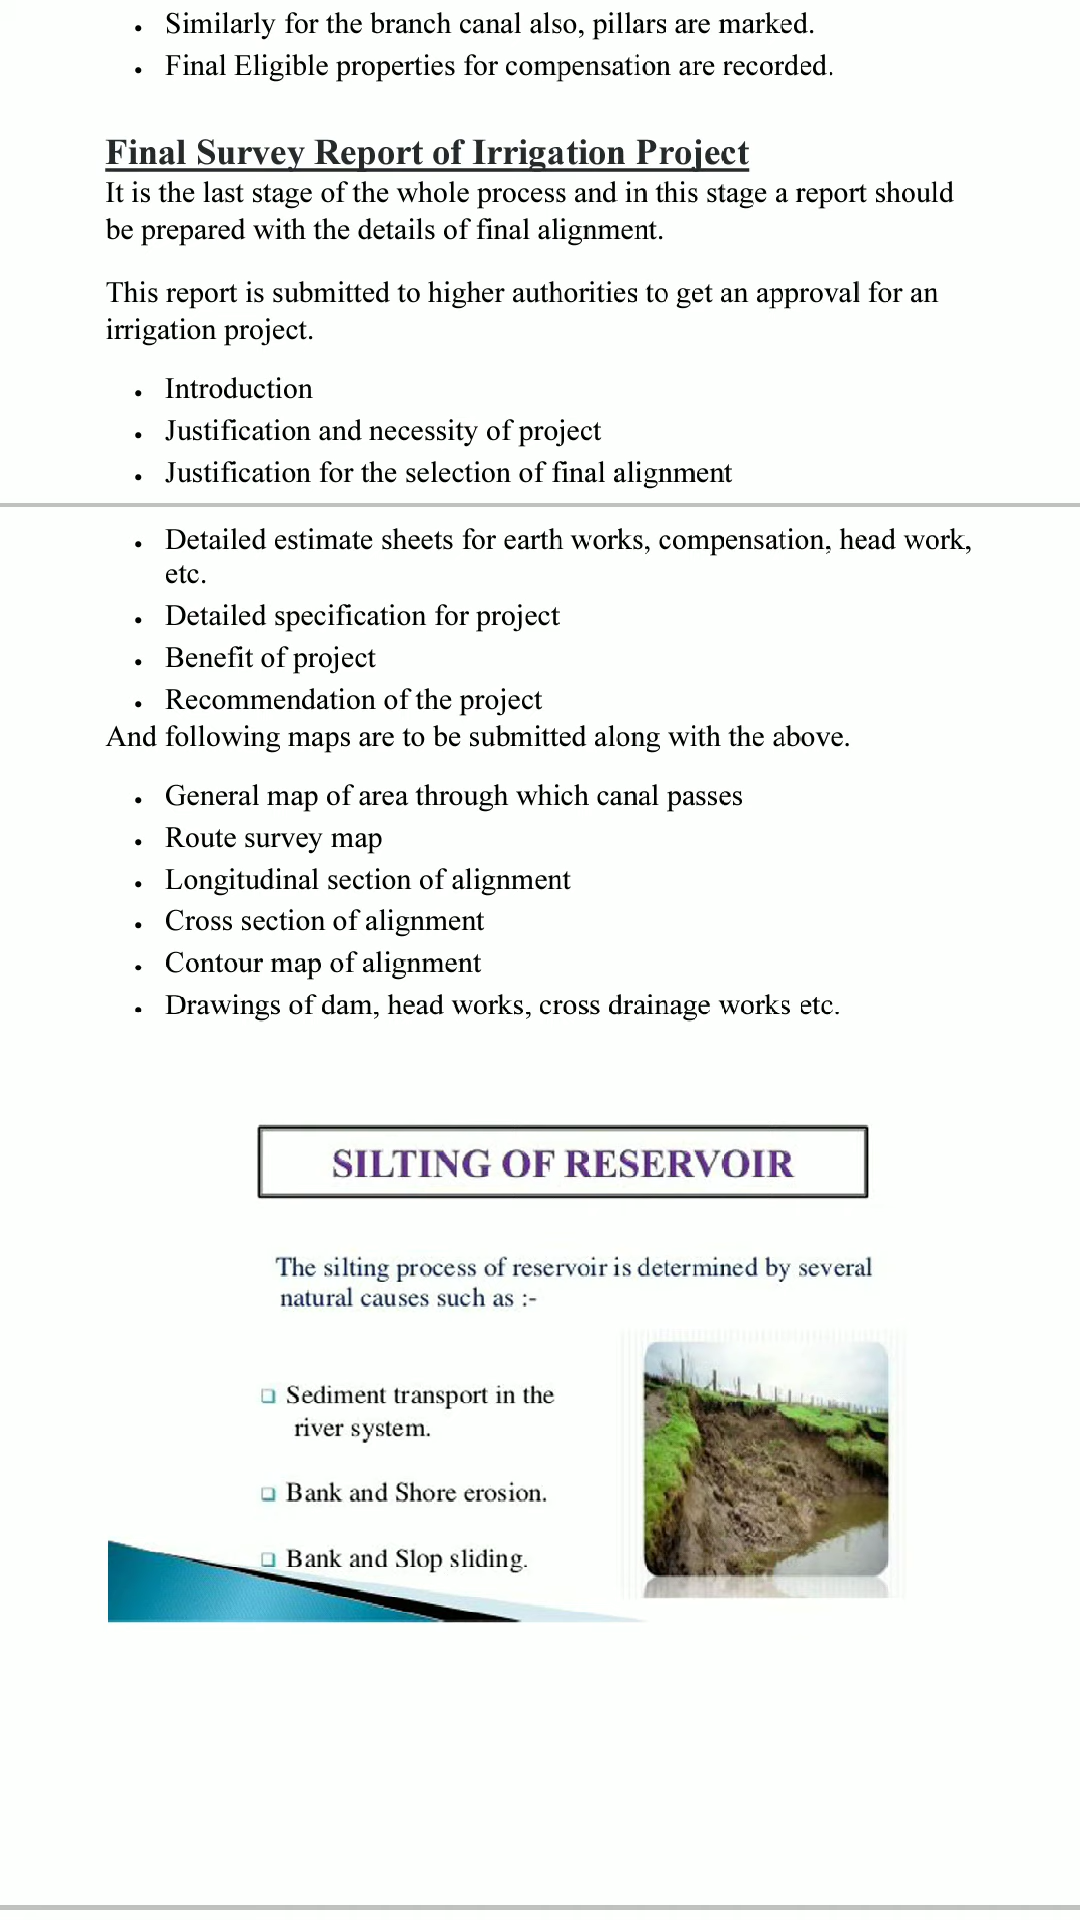 • Similarly for the branch canal also, pillars are marked.
• Final Eligible properties for compensation are recorded.
Final Survey Report of Irrigation Project
It is the last stage of the whole process and in this stage a report should
be prepared with the details of final alignment.
This report is submitted to higher authorities to get an approval for an
irrigation project.
• Introduction
• Justification and necessity of project
• Justification for the selection of final alignment
• Detailed estimate sheets for earth works, compensation, head work,
etc.
• Detailed specification for project
• Benefit of project
• Recommendation of the project
And following maps are to be submitted along with the above.
• General map of area through which canal passes
• Route survey map
• Longitudinal section of alignment
• Cross section of alignment
• Contour map of alignment
• Drawings of dam, head works, cross drainage works etc.
SILTING OF RESERVOIR
The silting process of reservoir is determined by several
natural causes such as :-
❑ Sediment transport in the
river system.
❑ Bank and Shore erosion.
❑ Bank and Slop sliding.